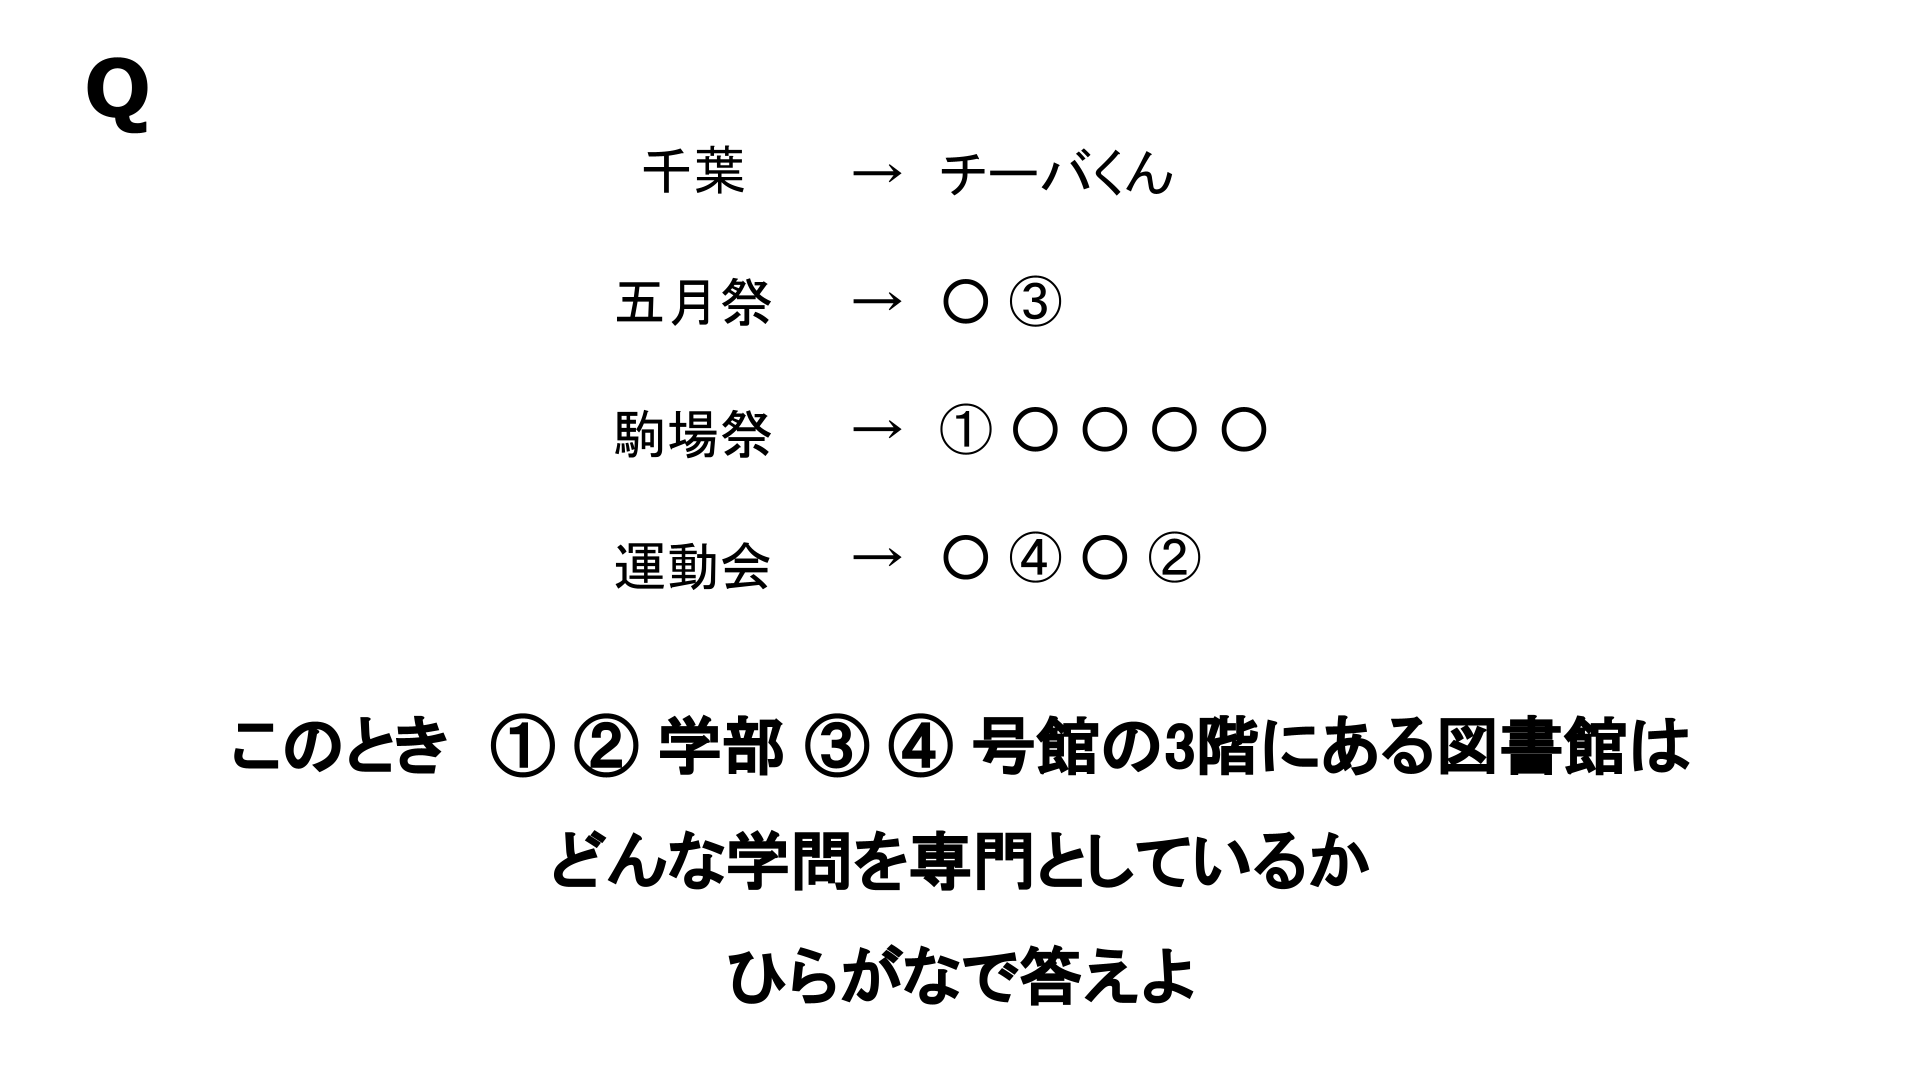 Q
千葉 → チーバくん
五月祭 → ○ ③
駒場祭 → ① ○ ○ ○ ○
運動会 → ○ ④ ○ ②
このとき ① ② 学部 ③ ④ 号館の3階にある図書館は
どんな学問を専門としているか
ひらがなで答えよ